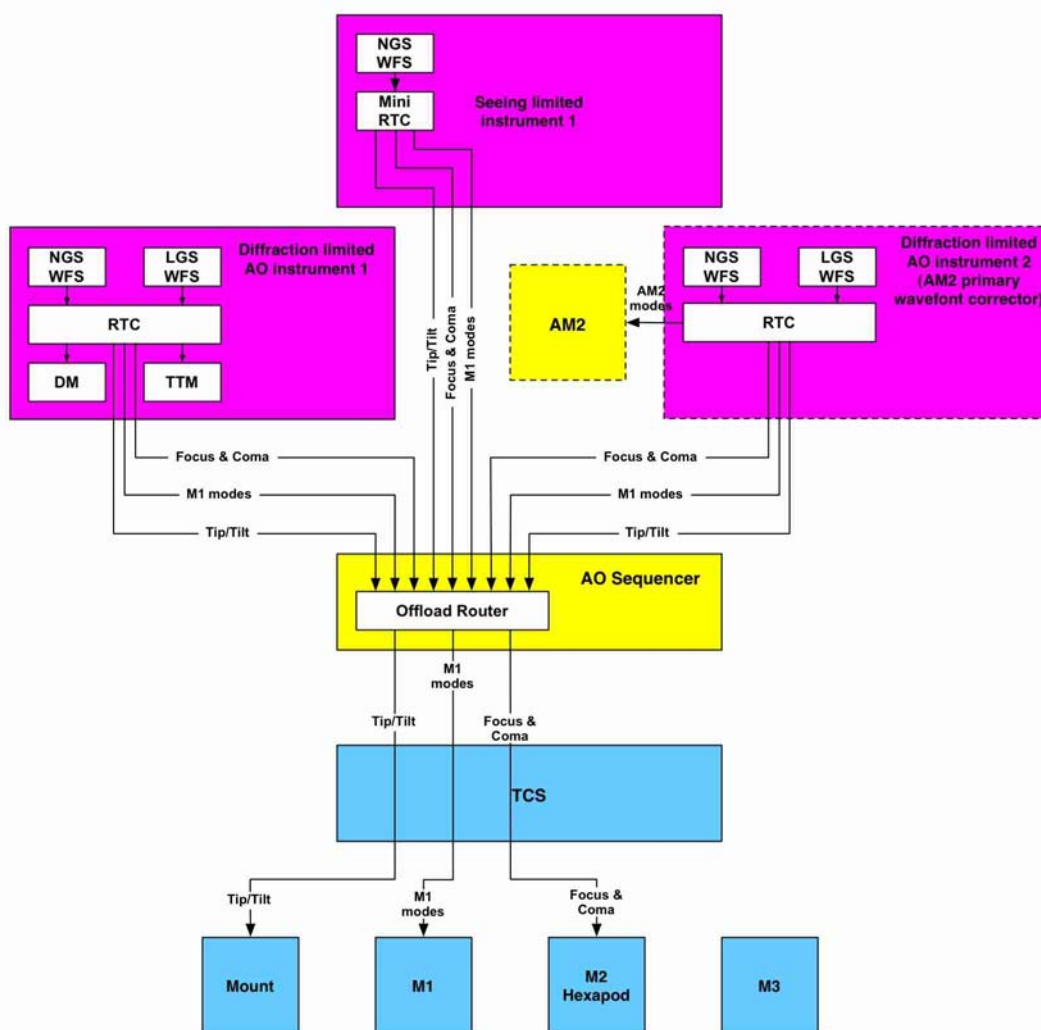 NGS
WFS
Mini
RTC
Seeing limited
instrument 1
NGS
WFS
LGS
WFS
Diffraction limited
AO instrument 1
RTC
DM
TTM
Tip/Tilt
Focus & Coma
M1 modes
AM2
AM2
modes
NGS
WFS
LGS
WFS
Diffraction limited
AO instrument 2
(AM2 primary
wavefont corrector)
RTC
Focus & Coma
M1 modes
Tip/Tilt
Focus & Coma
M1 modes
Tip/Tilt
AO Sequencer
Offload Router
M1
modes
Tip/Tilt
Focus &
Coma
TCS
Tip/Tilt
M1
modes
Focus &
Coma
Mount
M1
M2
Hexapod
M3